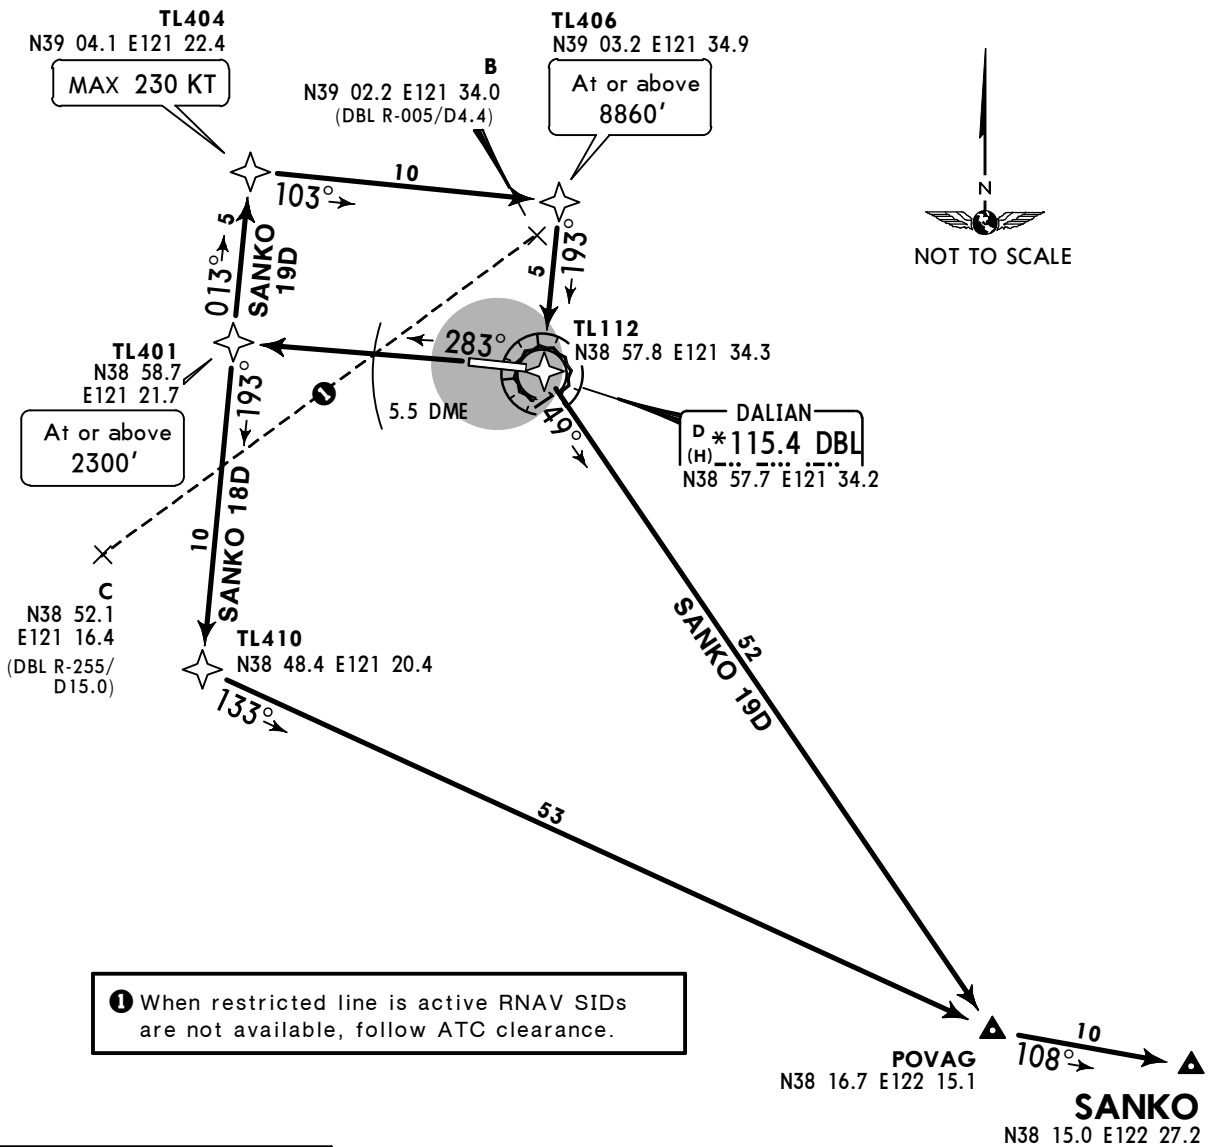 TL404
N39 04.1 E121 22.4
MAX 230 KT
TL406
N39 03.2 E121 34.9
At or above
8860'
B
N39 02.2 E121 34.0
(DBL R-005/D4.4)
10
103°
N
NOT TO SCALE
5
013°
SANKO
19D
5
193°
TL112
N38 57.8 E121 34.3
283°
5.5 DME
TL401
N38 58.7
E121 21.7
At or above
2300'
193°
1
149°
DALIAN
D
(H) *115.4 DBL
N38 57.7 E121 34.2
10
SANKO 18D
C
N38 52.1
E121 16.4
(DBL R-255/
D15.0)
TL410
N38 48.4 E121 20.4
133°
52
SANKO 19D
53
1 When restricted line is active RNAV SIDs
are not available, follow ATC clearance.
POVAG
N38 16.7 E122 15.1
10
108°
SANKO
N38 15.0 E122 27.2